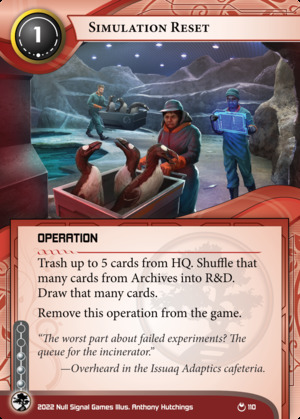 1
Simulation Reset
OPERATION
Trash up to 5 cards from HQ. Shuffle that
many cards from Archives into R&D.
Draw that many cards.
Remove this operation from the game.
“The worst part about failed experiments? The
queue for the incinerator.”
—Overheard in the Issuaq Adaptics cafeteria.
2022 Null Signal Games Illus. Anthony Hutchings
110